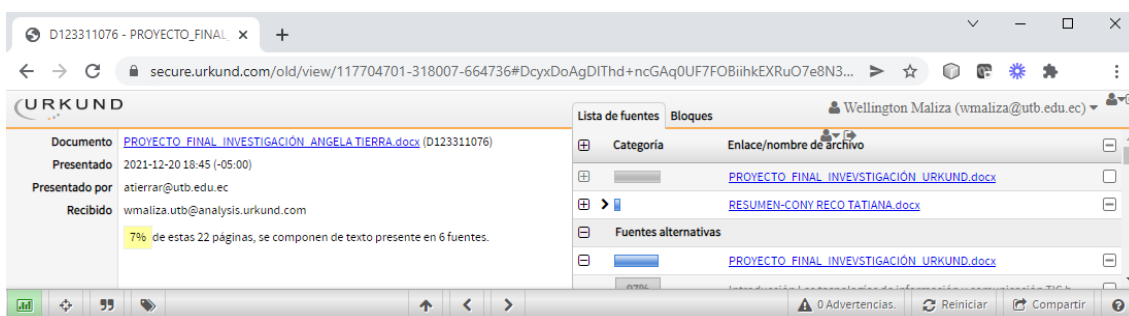 D123311076 - PROYECTO_FINAL_
secure.urkund.com/old/view/117704701-318007-664736#DcyxDoAgDIThd+ncGAq0UF7FOBiihkEXRuO7e8N3...
URKUND
Documento PROYECTO_FINAL_INVESTIGACIÓN_ANGELA TIERRA.docx (D123311076)
Presentado 2021-12-20 18:45 (-05:00)
Presentado por atierrar@utb.edu.ec
Recibido wmaliza.utb@analysis.urkund.com
7% de estas 22 páginas, se componen de texto presente en 6 fuentes.
Lista de fuentes Bloques
Wellington Maliza (wmaliza@utb.edu.ec)
Categoría Enlace/nombre de archivo
PROYECTO_FINAL_INVEVSTIGACIÓN_URKUND.docx
RESUMEN-CONY RECO TATIANA.docx
Fuentes alternativas
PROYECTO_FINAL_INVEVSTIGACIÓN_URKUND.docx
97%
0 Advertencias. Reiniciar Compartir